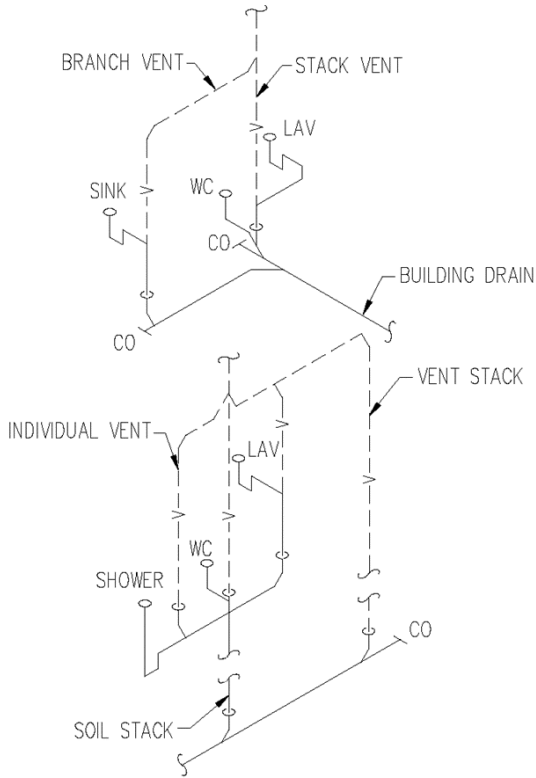 BRANCH VENT
STACK VENT
V
LAV
SINK
V
WC
CO
BUILDING DRAIN
CO
VENT STACK
INDIVIDUAL VENT
V
LAV
V
V
V
WC
SHOWER
CO
SOIL STACK